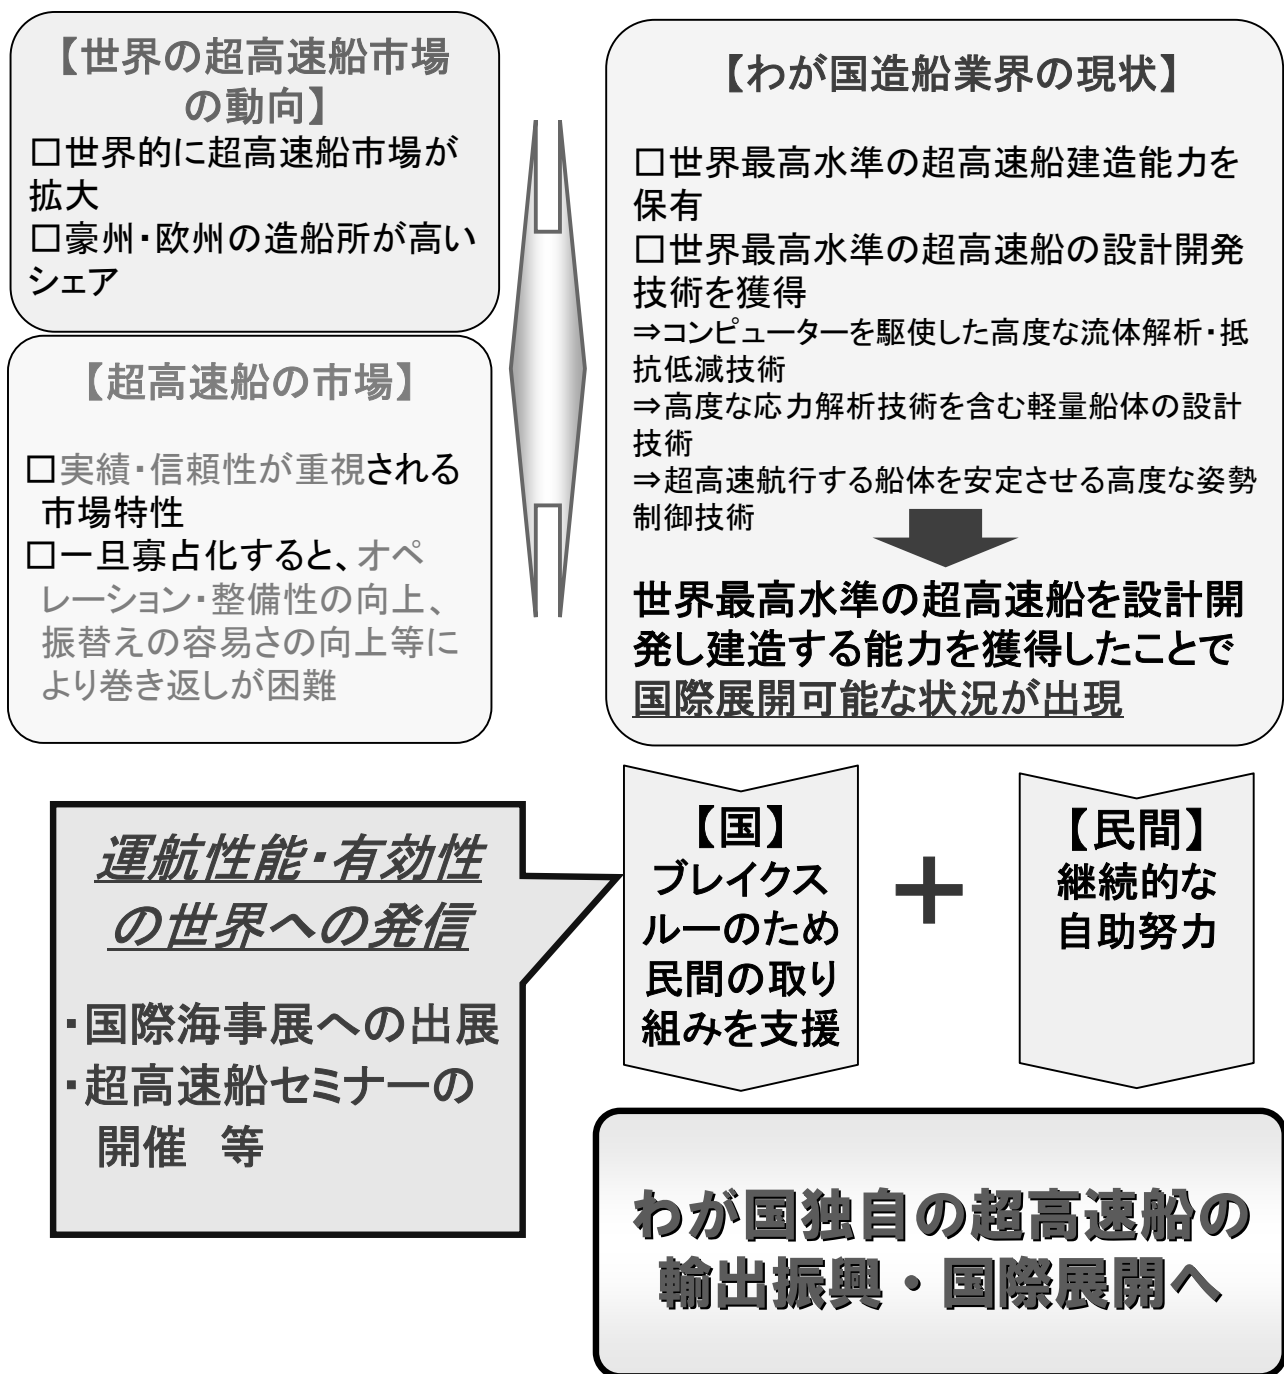 【世界の超高速船市場
の動向】
□世界的に超高速船市場が
拡大
□豪州・欧州の造船所が高い
シェア
【超高速船の市場】
□実績・信頼性が重視される
市場特性
□一旦寡占化すると、オペ
レーション・整備性の向上、
振替えの容易さの向上等に
より巻き返しが困難
【わが国造船業界の現状】
□世界最高水準の超高速船建造能力を
保有
□世界最高水準の超高速船の設計開発
技術を獲得
⇒コンピューターを駆使した高度な流体解析・抵
抗低減技術
⇒高度な応力解析技術を含む軽量船体の設計
技術
⇒超高速航行する船体を安定させる高度な姿勢
制御技術
世界最高水準の超高速船を設計開
発し建造する能力を獲得したことで
国際展開可能な状況が出現
運航性能・有効性
の世界への発信
・国際海事展への出展
・超高速船セミナーの
開催　等
【国】
ブレイクス
ルーのため
民間の取り
組みを支援
＋
【民間】
継続的な
自助努力
わが国独自の超高速船の
輸出振興・国際展開へ